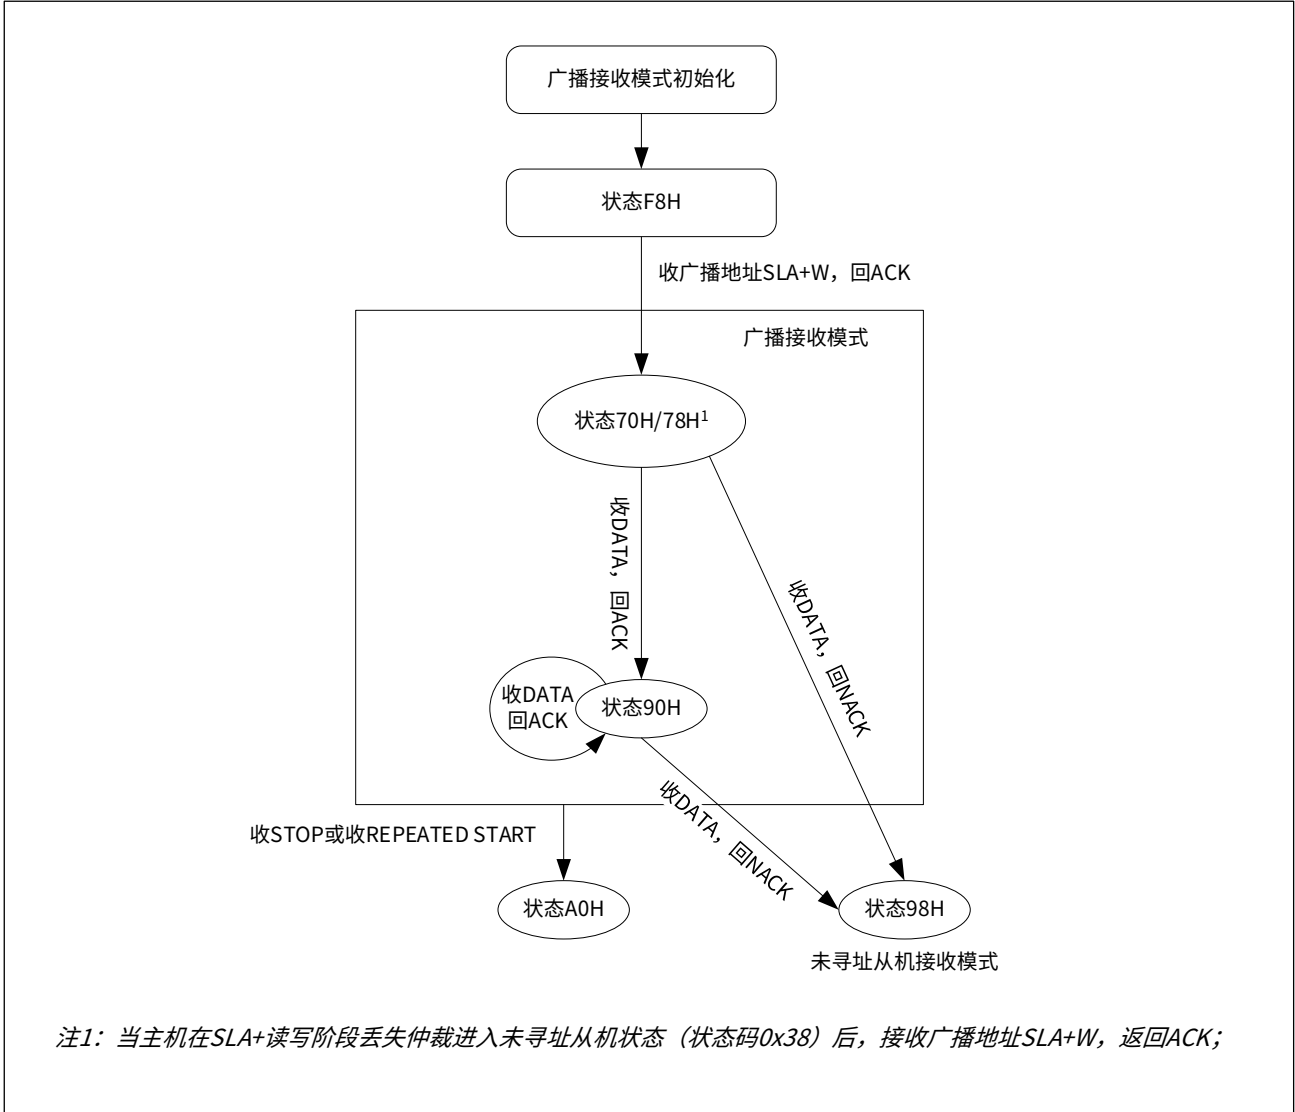 广播接收模式初始化
状态F8H
收广播地址SLA+W，回ACK
广播接收模式
状态70H/78H¹
收DATA，回ACK
收DATA，回NACK
收DATA
回ACK
状态90H
收DATA，回NACK
收STOP或收REPEATED START
状态A0H
状态98H
未寻址从机接收模式
注1：当主机在SLA+读写阶段丢失仲裁进入未寻址从机状态（状态码0x38）后，接收广播地址SLA+W，返回ACK；